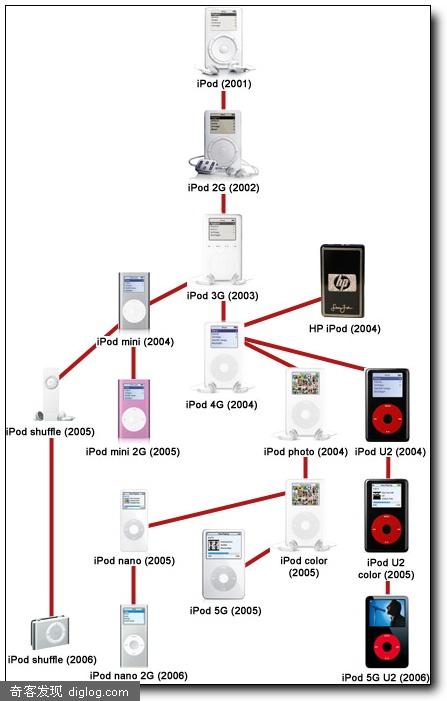 iPod (2001)
iPod 2G (2002)
iPod 3G (2003)
hp
iPod mini (2004)
HP iPod (2004)
iPod 4G (2004)
iPod shuffle (2005)
iPod mini 2G (2005)
iPod photo (2004)
iPod U2 (2004)
iPod nano (2005)
iPod color
(2005)
iPod U2
color (2005)
iPod 5G (2005)
iPod shuffle (2006)
iPod nano 2G (2006)
iPod 5G U2 (2006)
奇客发现 diglog.com